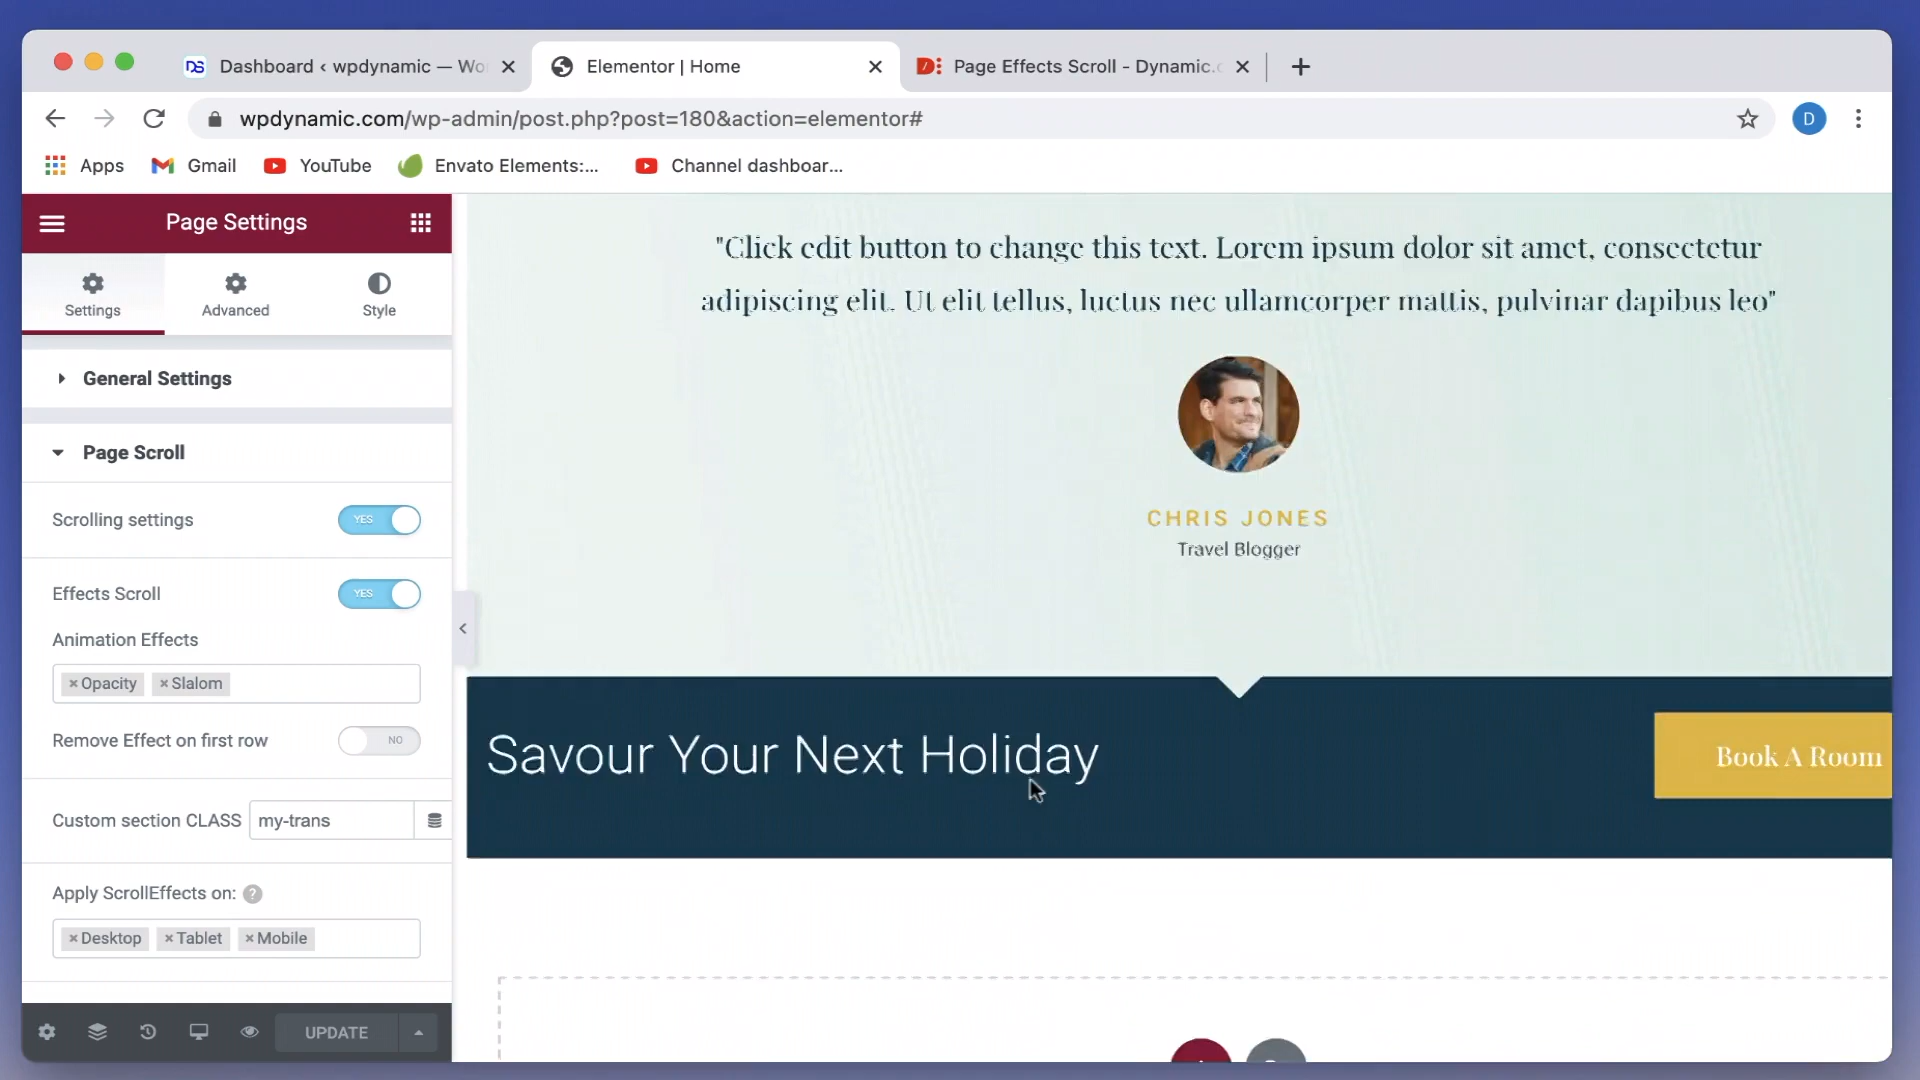 Dashboard ‹ wpdynamic — Wo
Elementor | Home
Page Effects Scroll - Dynamic.
wpdynamic.com/wp-admin/post.php?post=180&action=elementor#
D
Apps
Gmail
YouTube
Envato Elements:...
Channel dashboar...
Page Settings
Settings
Advanced
Style
General Settings
Page Scroll
Scrolling settings
YES
Effects Scroll
YES
Animation Effects
×Opacity ×Slalom
Remove Effect on first row
NO
Custom section CLASS
my-trans
Apply ScrollEffects on: ?
×Desktop ×Tablet ×Mobile
UPDATE
"Click edit button to change this text. Lorem ipsum dolor sit amet, consectetur
adipiscing elit. Ut elit tellus, luctus nec ullamcorper mattis, pulvinar dapibus leo"
CHRIS JONES
Travel Blogger
Savour Your Next Holiday
Book A Room